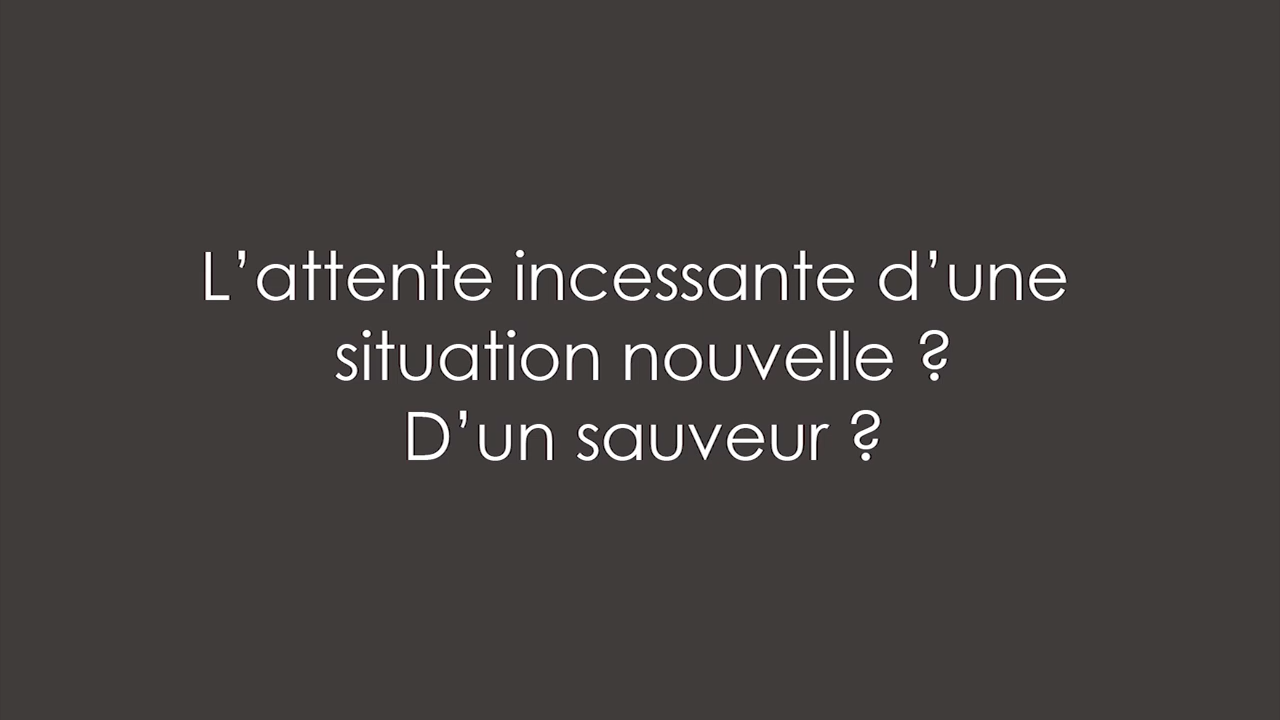 L’attente incessante d’une
situation nouvelle ?
D’un sauveur ?